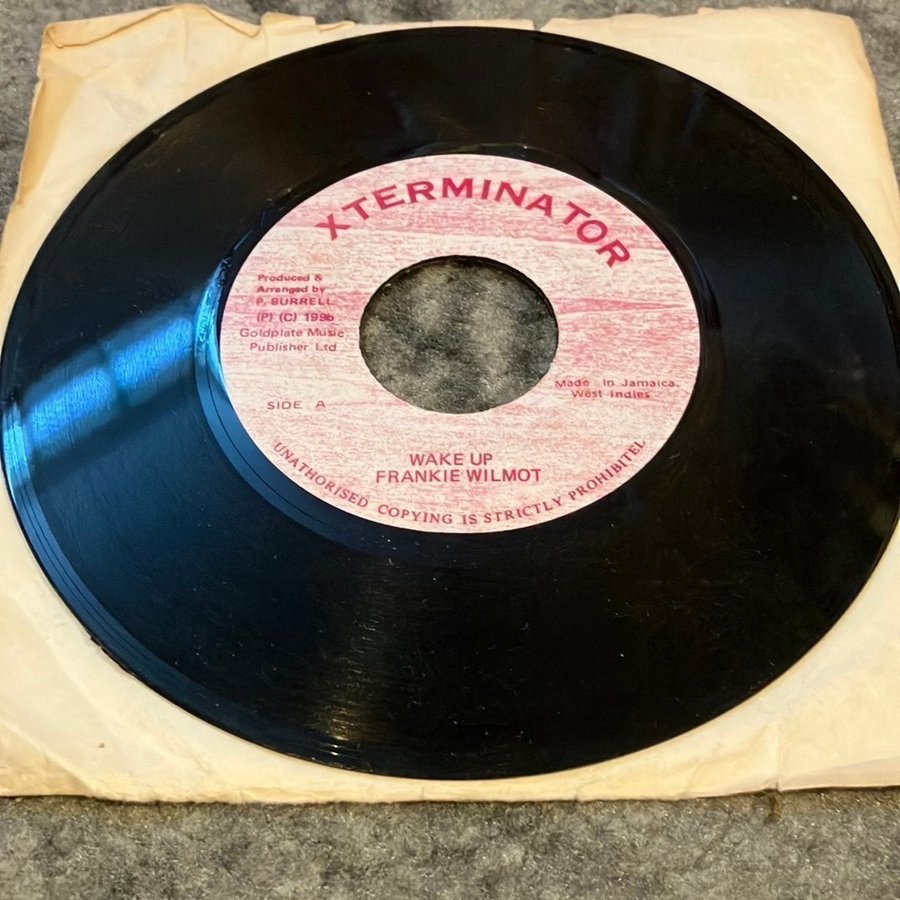 XTERMINATOR
Produced &
Arranged by
P. BURRELL
(P) (C) 1996
Goldplate Music
Publisher Ltd
Made in Jamaica.
West Indies
SIDE A
WAKE UP
FRANKIE WILMOT
UNATHORISED COPYING IS STRICTLY PROHIBITEL